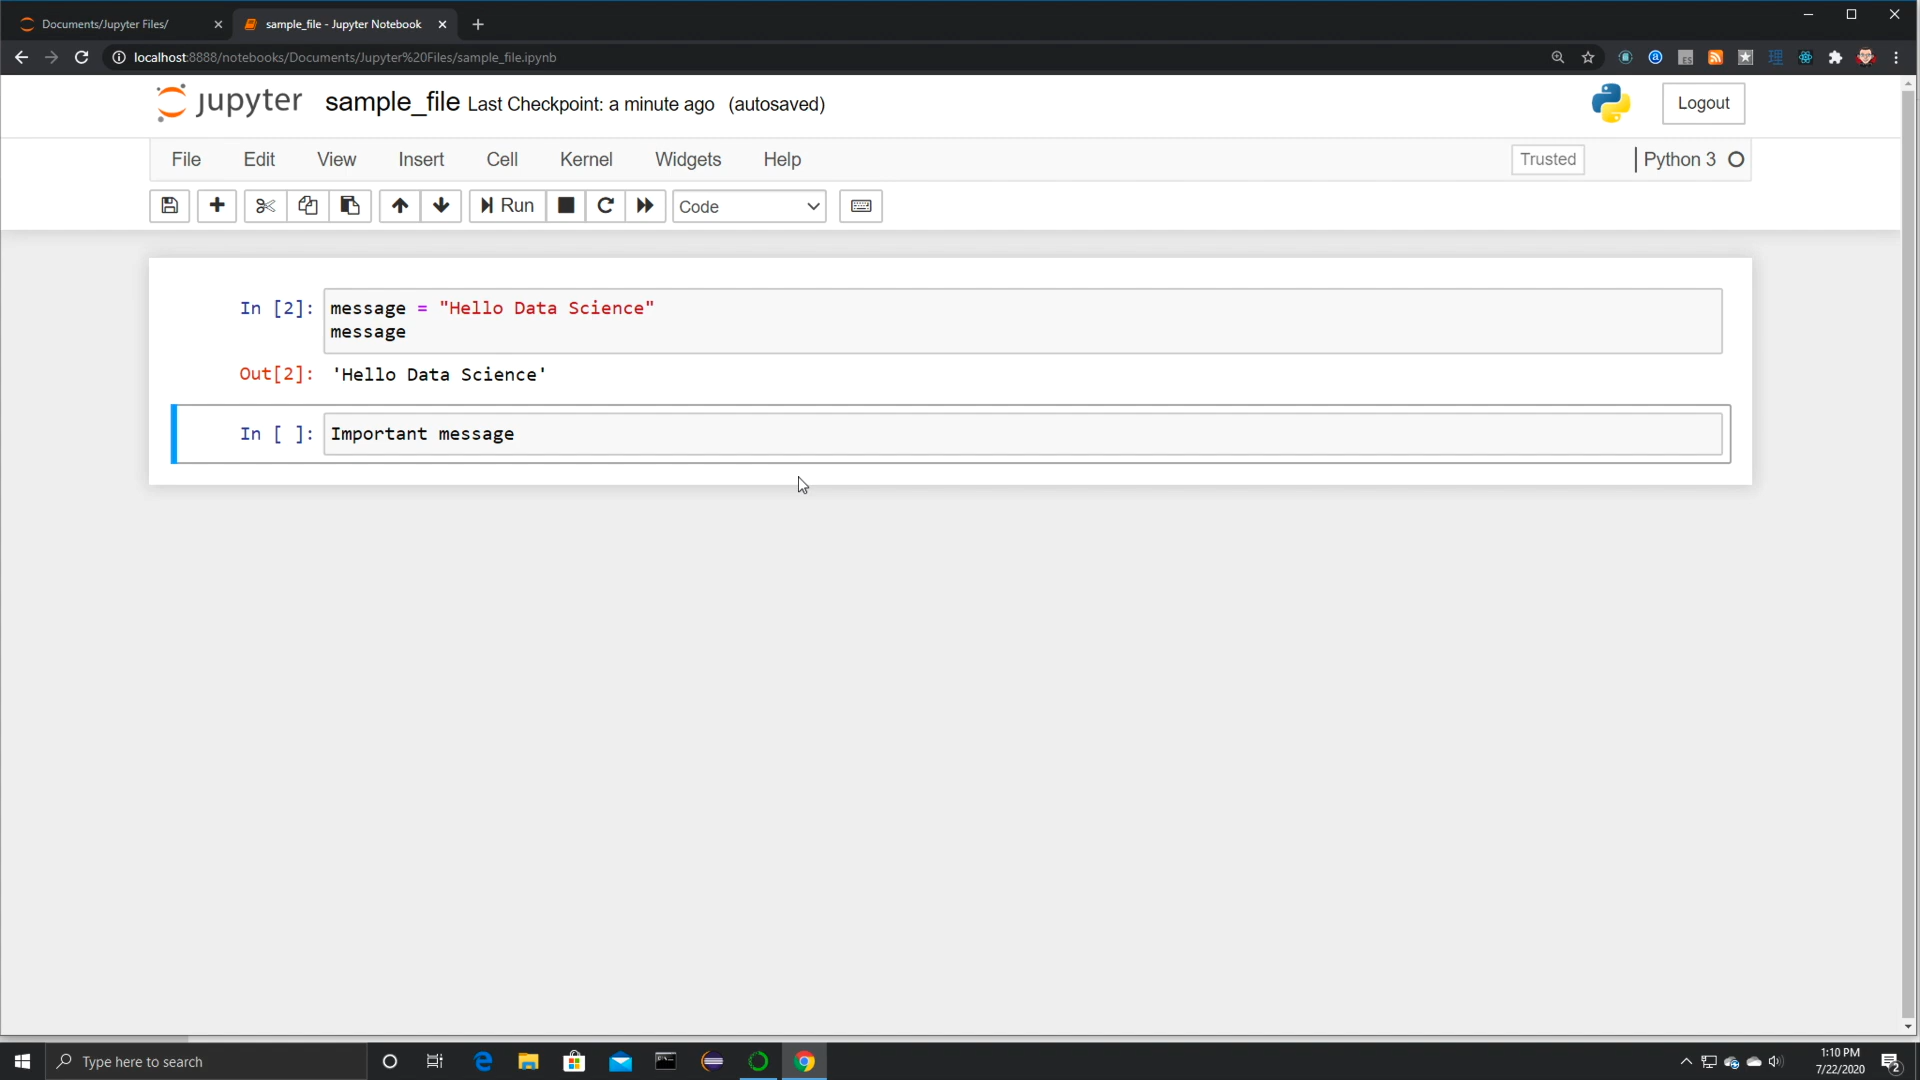 Documents/Jupyter Files/
sample_file - Jupyter Notebook
localhost:8888/notebooks/Documents/Jupyter%20Files/sample_file.ipynb
jupyter sample_file Last Checkpoint: a minute ago (autosaved)
Logout
File Edit View Insert Cell Kernel Widgets Help
Trusted
Python 3
Run
Code
In [2]: message = "Hello Data Science"
message
Out[2]: 'Hello Data Science'
In [ ]: Important message
Type here to search
1:10 PM
7/22/2020
2